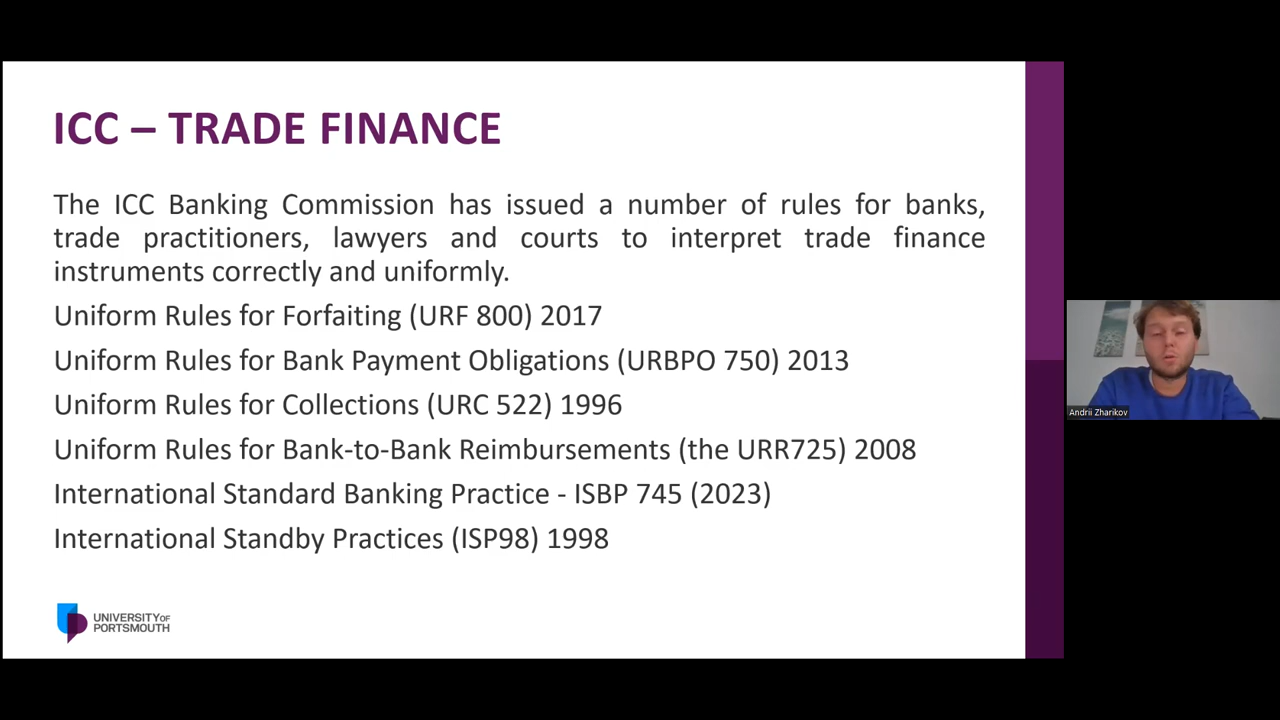 ICC – TRADE FINANCE
The ICC Banking Commission has issued a number of rules for banks,
trade practitioners, lawyers and courts to interpret trade finance
instruments correctly and uniformly.
Uniform Rules for Forfaiting (URF 800) 2017
Uniform Rules for Bank Payment Obligations (URBPO 750) 2013
Uniform Rules for Collections (URC 522) 1996
Uniform Rules for Bank-to-Bank Reimbursements (the URR725) 2008
International Standard Banking Practice - ISBP 745 (2023)
International Standby Practices (ISP98) 1998
UNIVERSITY OF
PORTSMOUTH
Andrii Zharikov